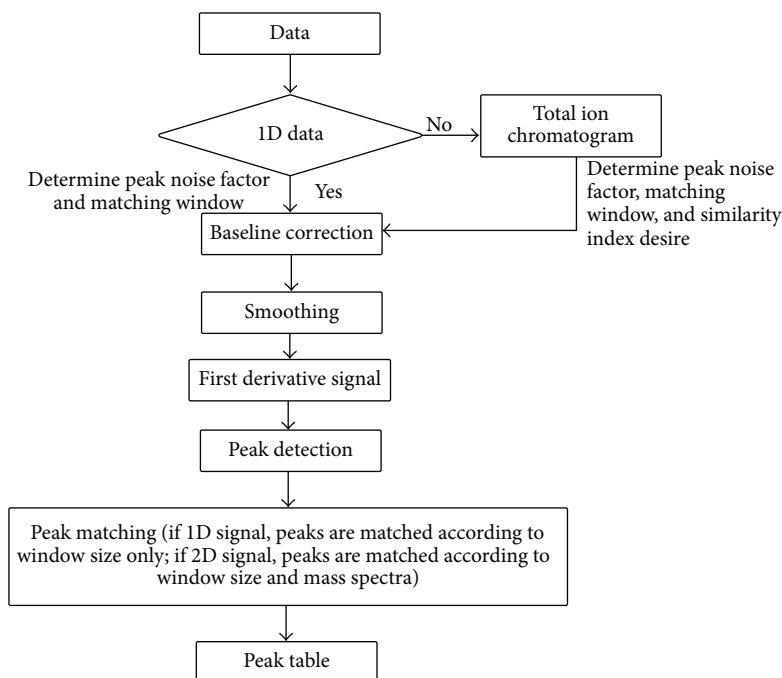 Data
1D data
No
Total ion
chromatogram
Determine peak noise factor
and matching window
Yes
Determine peak noise
factor, matching
window, and similarity
index desire
Baseline correction
Smoothing
First derivative signal
Peak detection
Peak matching (if 1D signal, peaks are matched according to
window size only; if 2D signal, peaks are matched according to
window size and mass spectra)
Peak table